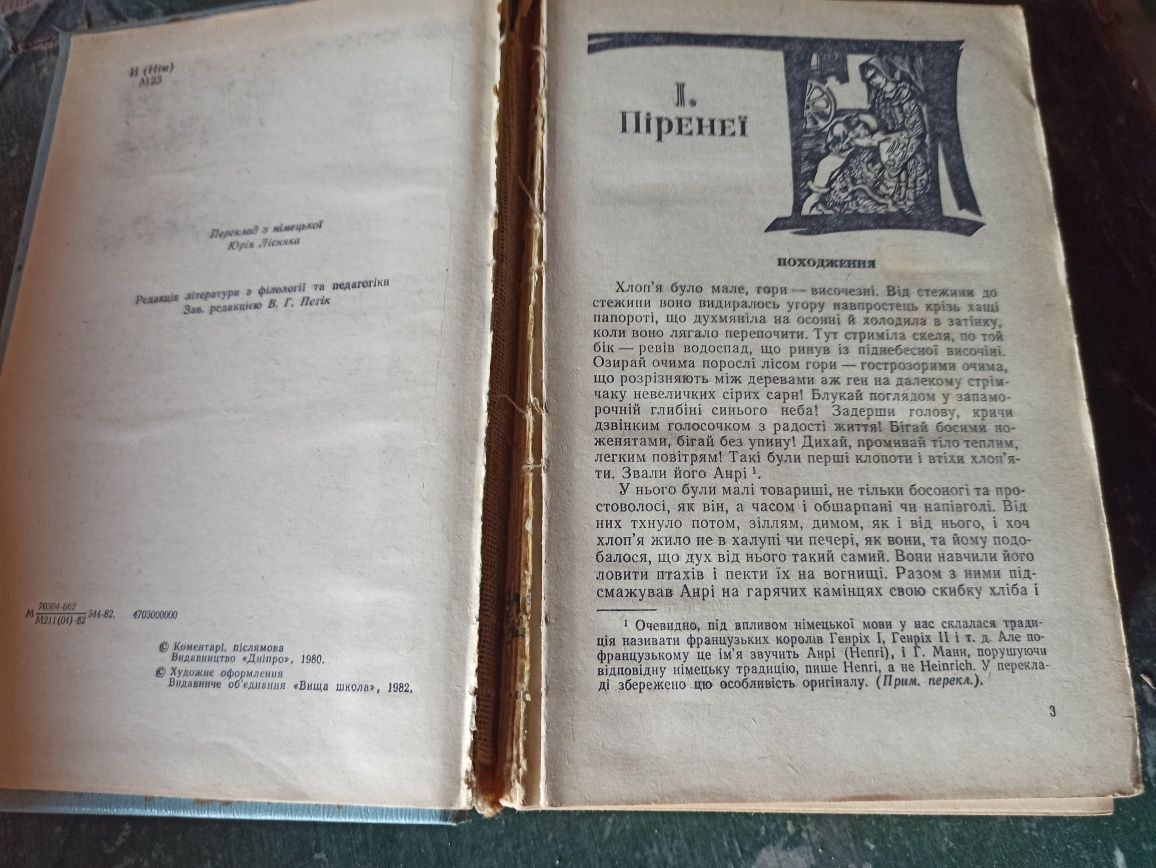 И (Нім)
М23
Переклад з німецької
Юрія Лісняка
Редакція літератури з філології та педагогіки
Зав. редакцією В. Г. Петік
М 70304-062/М211(04)-82 344-82. 4703000000
© Коментарі, післямова
Видавництво «Дніпро», 1980.
© Художнє оформлення
Видавниче об'єднання «Вища школа», 1982.
I.
Піренеї
ПОХОДЖЕННЯ
Хлоп'я було мале, гори — височезні. Від стежини до
стежини воно видиралось угору навпростець крізь хащі
папороті, що духмяніла на осонні й холодила в затінку,
коли воно лягало перепочити. Тут стриміла скеля, по той
бік — ревів водоспад, що ринув із піднебесної височіні.
Озирай очима порослі лісом гори — гострозорими очима,
що розрізняють між деревами аж ген на далекому стрім-
чаку невеличких сірих сарн! Блукай поглядом у запамо-
рочній глибіні синього неба! Задерши голову, кричи
дзвінким голосочком з радості життя! Бігай босими но-
женятами, бігай без упину! Дихай, промивай тіло теплим,
легким повітрям! Такі були перші клопоти і втіхи хлоп'я-
ти. Звали його Анрі ¹.
У нього були малі товариші, не тільки босоногі та про-
стоволосі, як він, а часом і обшарпані чи напівголі. Від
них тхнуло потом, зіллям, димом, як і від нього, і хоч
хлоп'я жило не в халупі чи печері, як вони, та йому подо-
балося, що дух від нього такий самий. Вони навчили його
ловити птахів і пекти їх на вогнищі. Разом з ними під-
смажував Анрі на гарячих камінцях свою скибку хліба і
¹ Очевидно, під впливом німецької мови у нас склалася тради-
ція називати французьких королів Генріх I, Генріх II і т. д. Але по-
французькому це ім'я звучить Анрі (Henri), і Г. Манн, порушуючи
відповідну німецьку традицію, пише Henri, а не Heinrich. У перекла-
ді збережено цю особливість оригіналу. (Прим. перекл.).
3